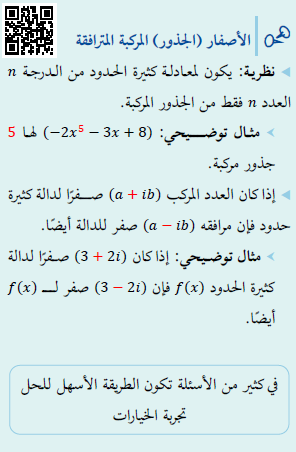 الأصفار (الجذور) المركبة المترافقة
نظرية: يكون لمعادلة كثيرة الحدود من الدرجة n
العدد n فقط من الجذور المركبة.
مثال توضيحي: (−2x⁵ − 3x + 8) لها 5
جذور مركبة.
إذا كان العدد المركب (a + ib) صفرًا لدالة كثيرة
حدود فإن مرافقه (a − ib) صفر للدالة أيضًا.
مثال توضيحي: إذا كان (3 + 2i) صفرًا لدالة
كثيرة الحدود f(x) فإن (3 − 2i) صفر لـ f(x)
أيضًا.
في كثير من الأسئلة تكون الطريقة الأسهل للحل
تجربة الخيارات